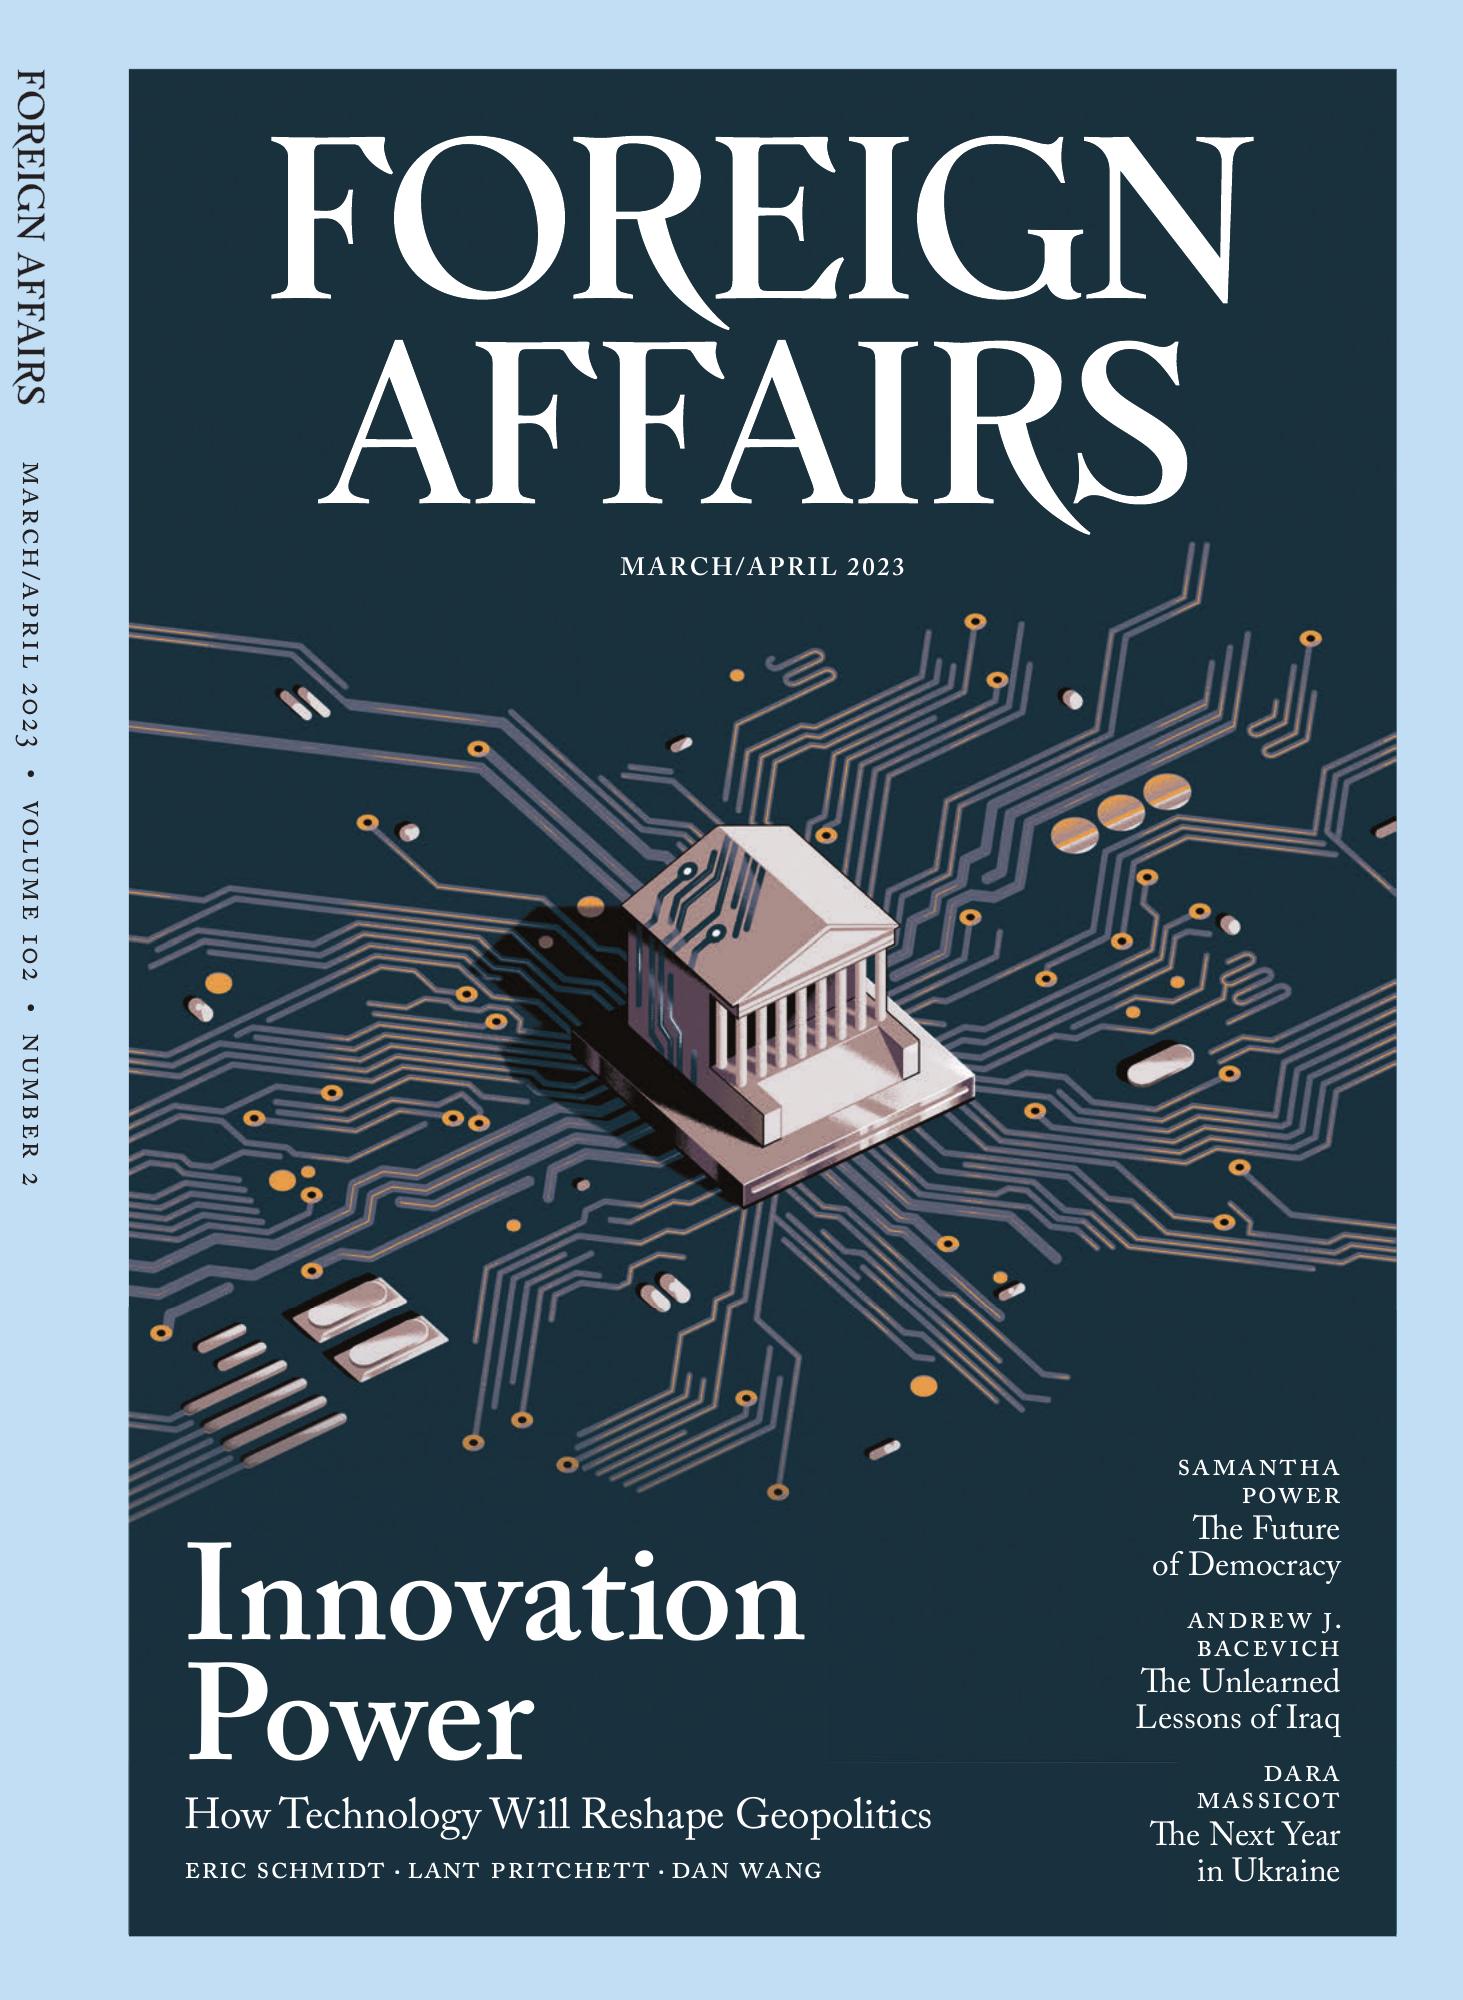 FOREIGN AFFAIRS MARCH/APRIL 2023 • VOLUME 102 • NUMBER 2
FOREIGN
AFFAIRS
MARCH/APRIL 2023
Innovation
Power
How Technology Will Reshape Geopolitics
ERIC SCHMIDT · LANT PRITCHETT · DAN WANG
SAMANTHA
POWER
The Future
of Democracy
ANDREW J.
BACEVICH
The Unlearned
Lessons of Iraq
DARA
MASSICOT
The Next Year
in Ukraine